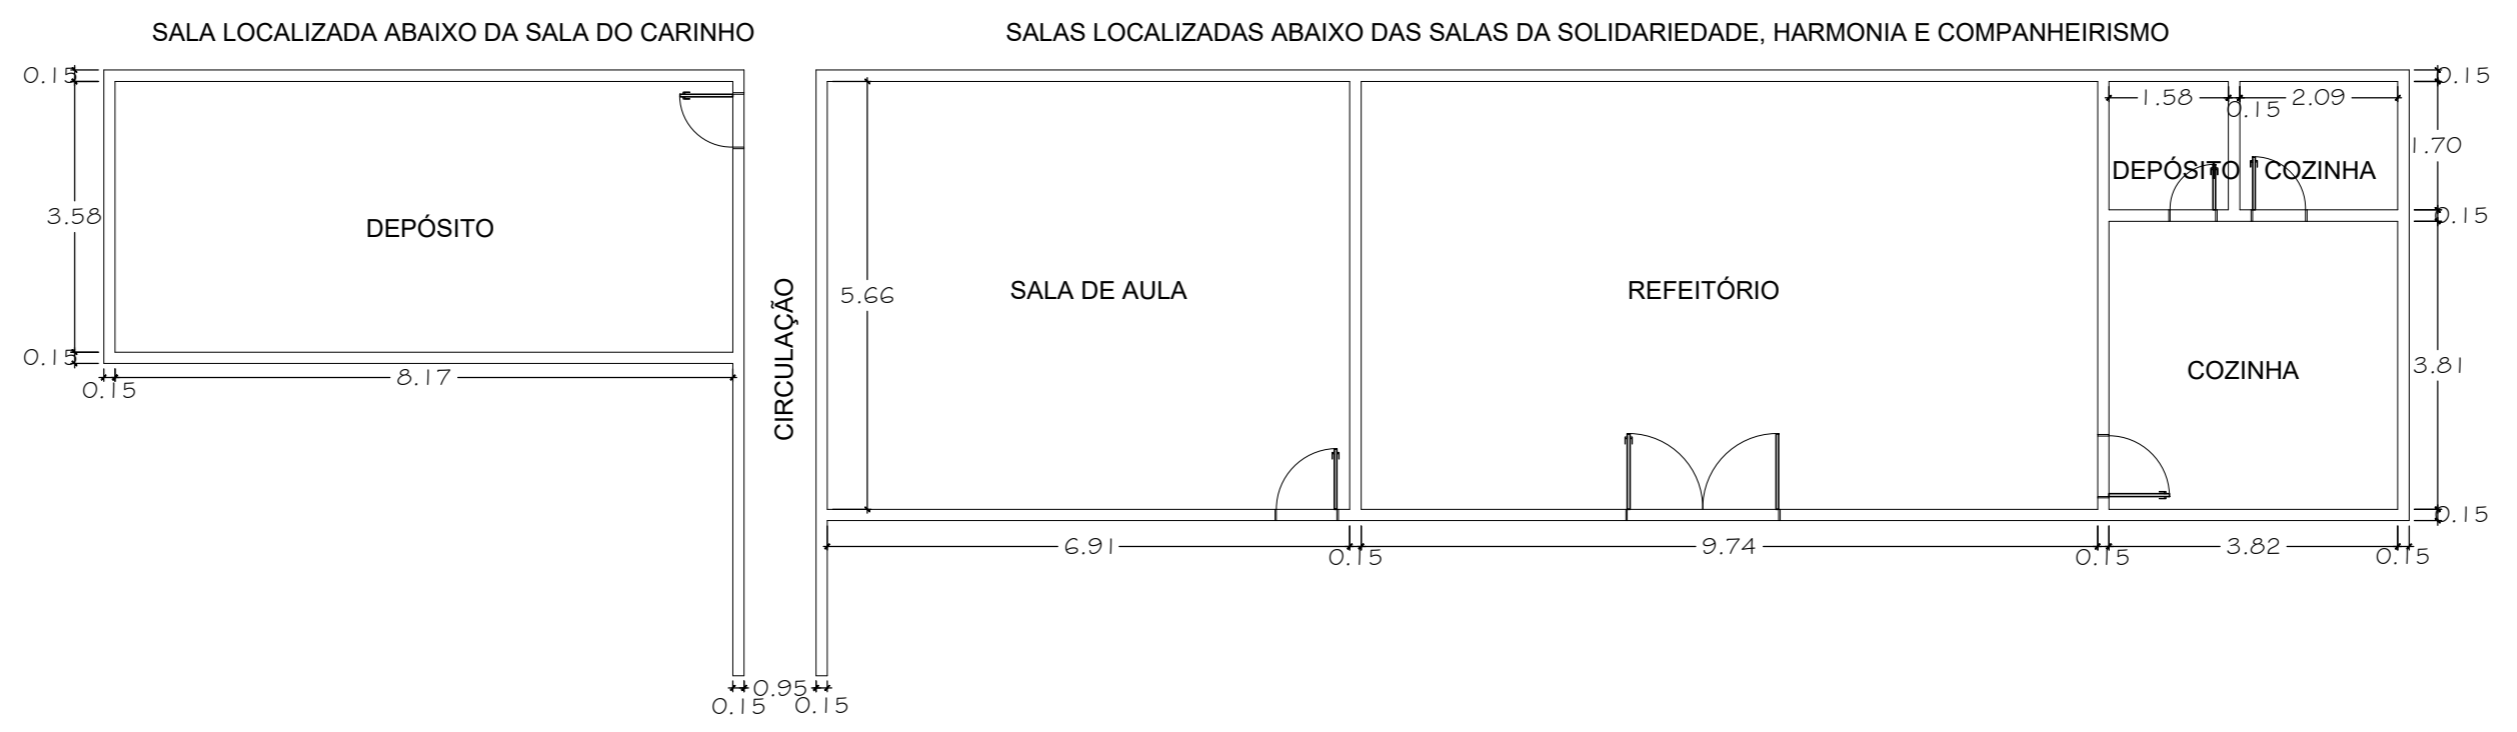 SALA LOCALIZADA ABAIXO DA SALA DO CARINHO
SALAS LOCALIZADAS ABAIXO DAS SALAS DA SOLIDARIEDADE, HARMONIA E COMPANHEIRISMO
0.15
0.15
1.58
2.09
0.15
1.70
DEPÓSITO
COZINHA
3.58
0.15
DEPÓSITO
CIRCULAÇÃO
5.66
SALA DE AULA
REFEITÓRIO
0.15
3.81
COZINHA
8.17
0.15
0.15
6.91
0.15
9.74
0.15
3.82
0.15
0.95
0.15
0.15